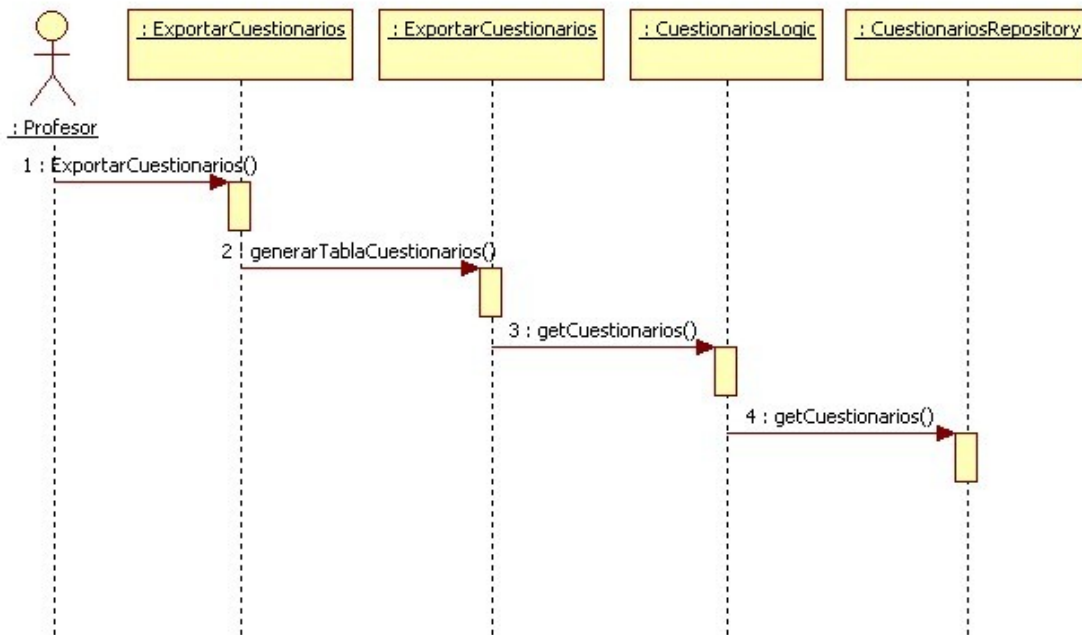 : ExportarCuestionarios
: ExportarCuestionarios
: CuestionariosLogic
: CuestionariosRepository
: Profesor
1 : ExportarCuestionarios()
2 : generarTablaCuestionarios()
3 : getCuestionarios()
4 : getCuestionarios()